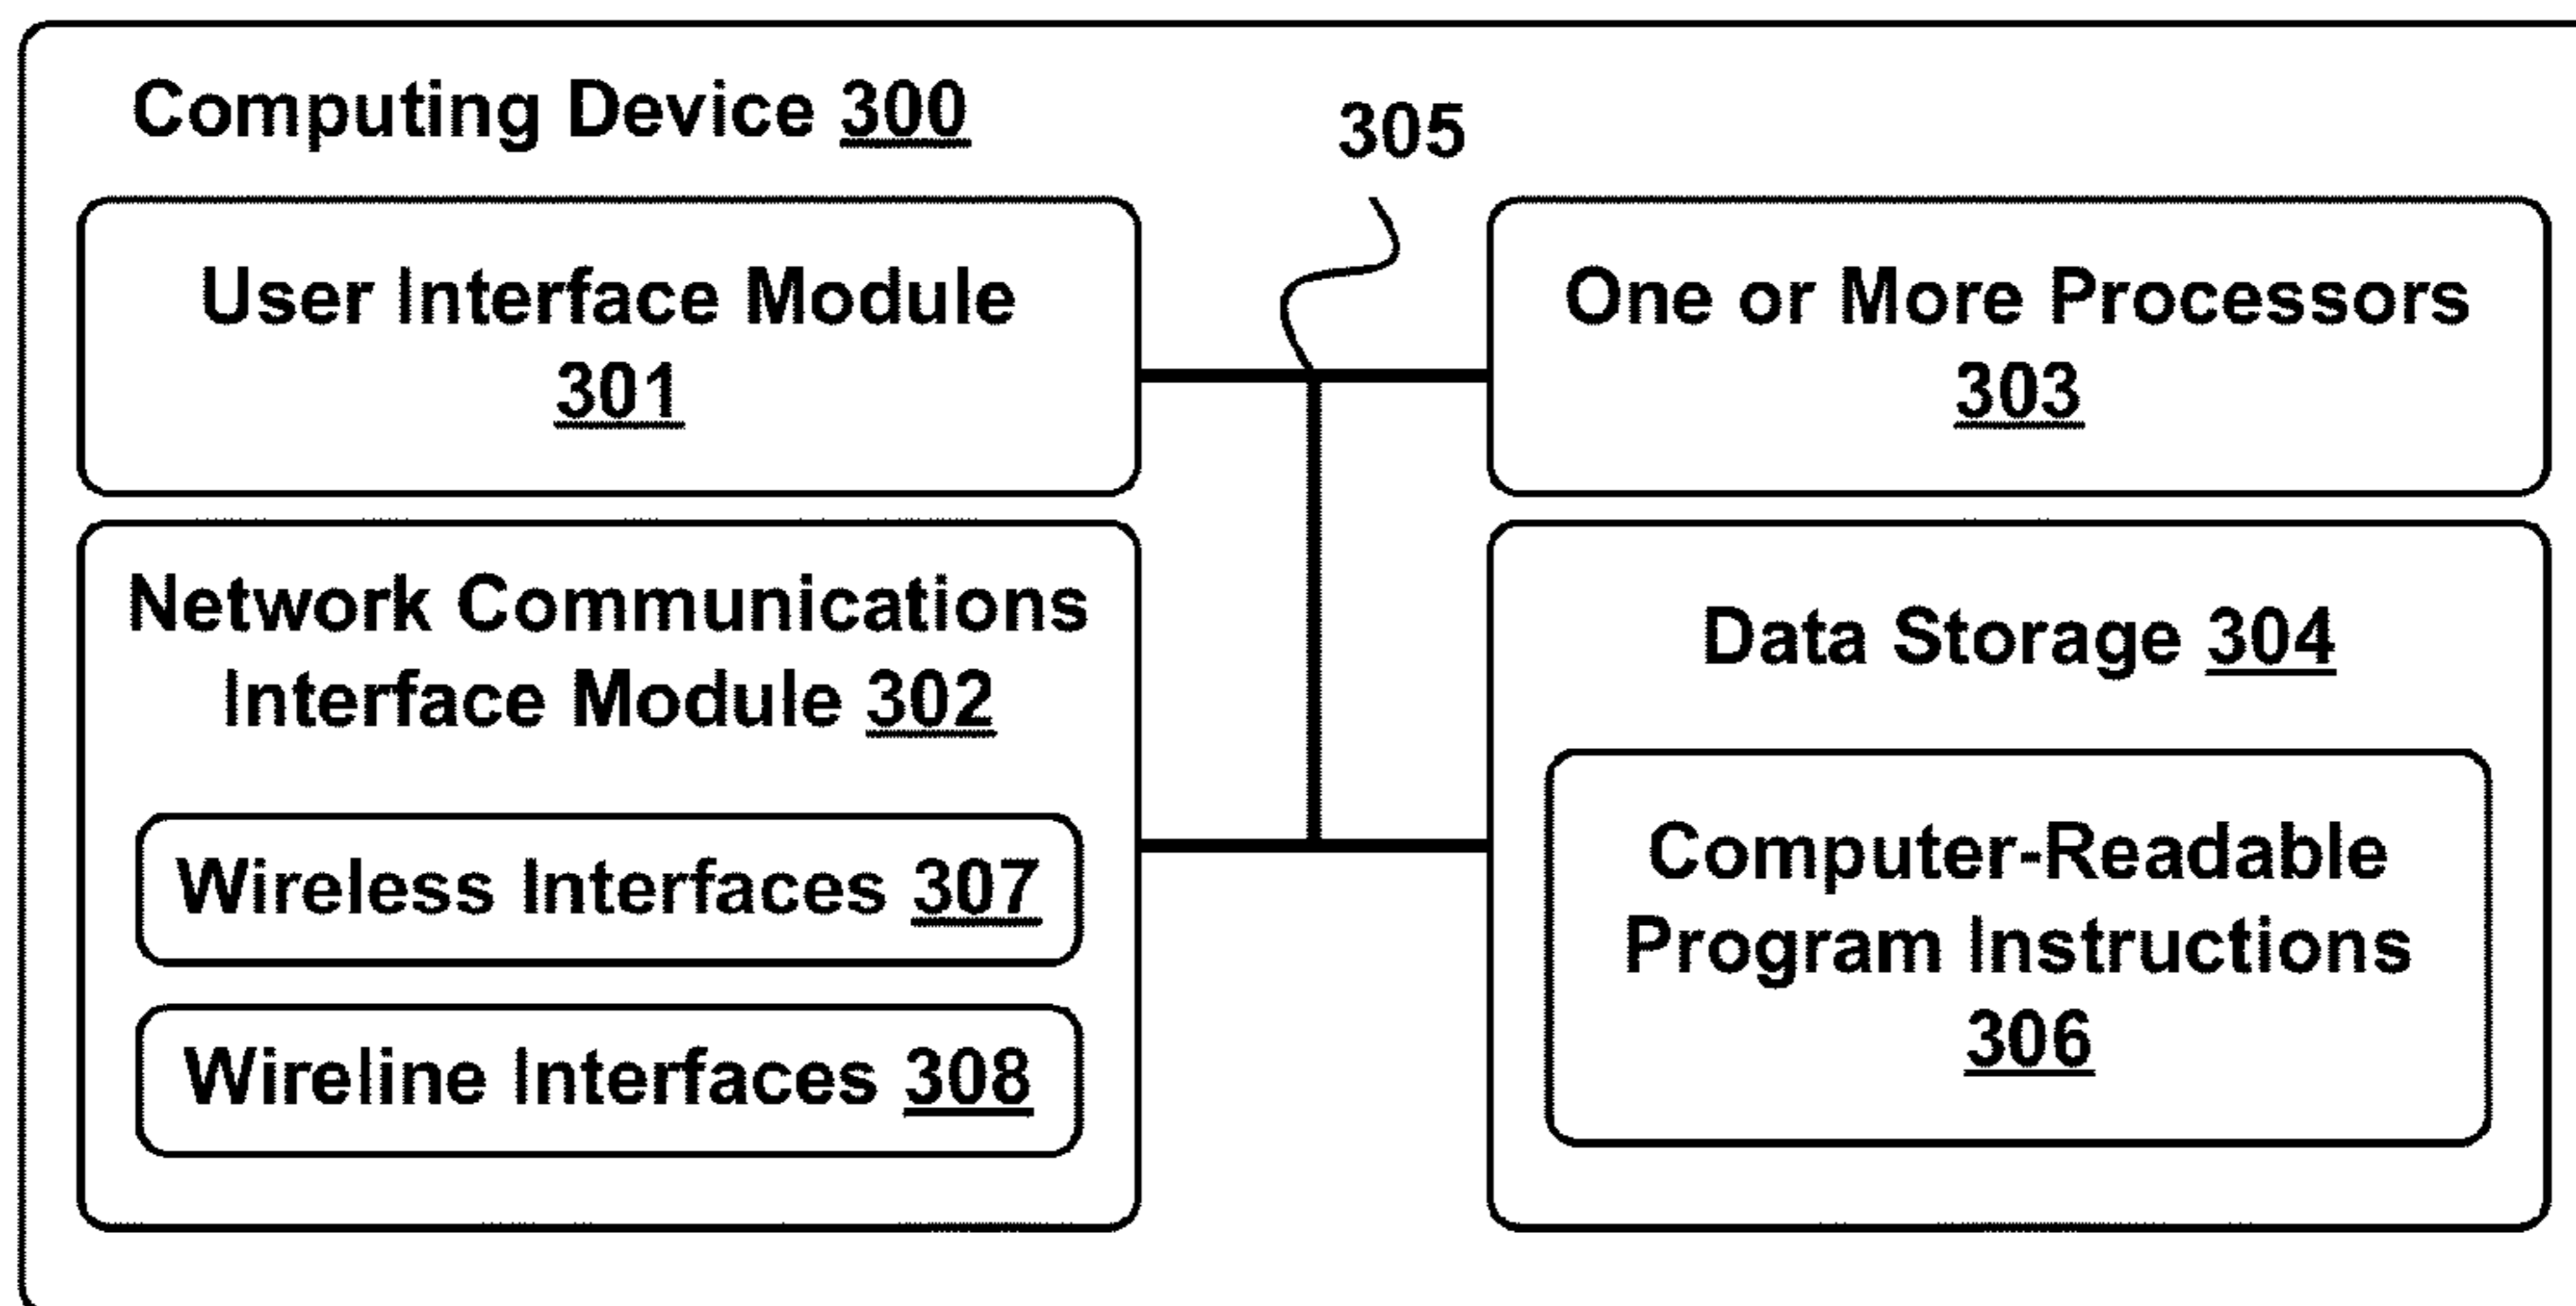 Computing Device 300
305
User Interface Module
301
One or More Processors
303
Network Communications
Interface Module 302
Wireless Interfaces 307
Wireline Interfaces 308
Data Storage 304
Computer-Readable
Program Instructions
306